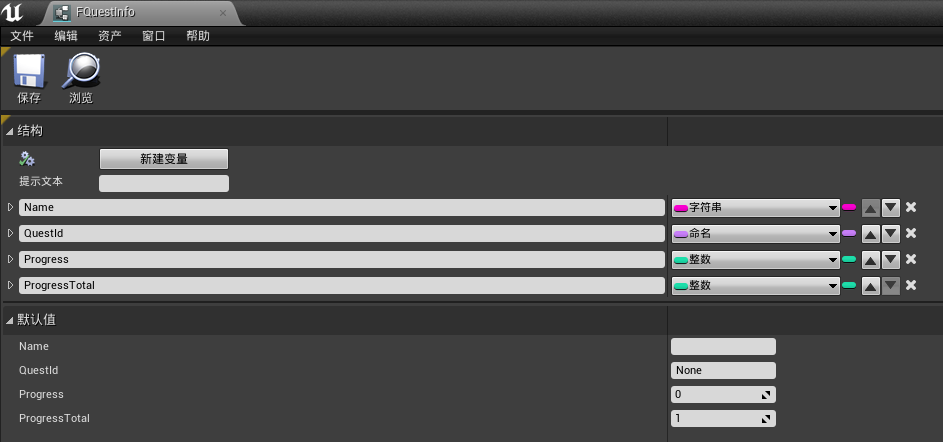 FQuestInfo
文件 编辑 资产 窗口 帮助
保存 浏览
结构
新建变量
提示文本
Name 字符串
QuestId 命名
Progress 整数
ProgressTotal 整数
默认值
Name
QuestId None
Progress 0
ProgressTotal 1